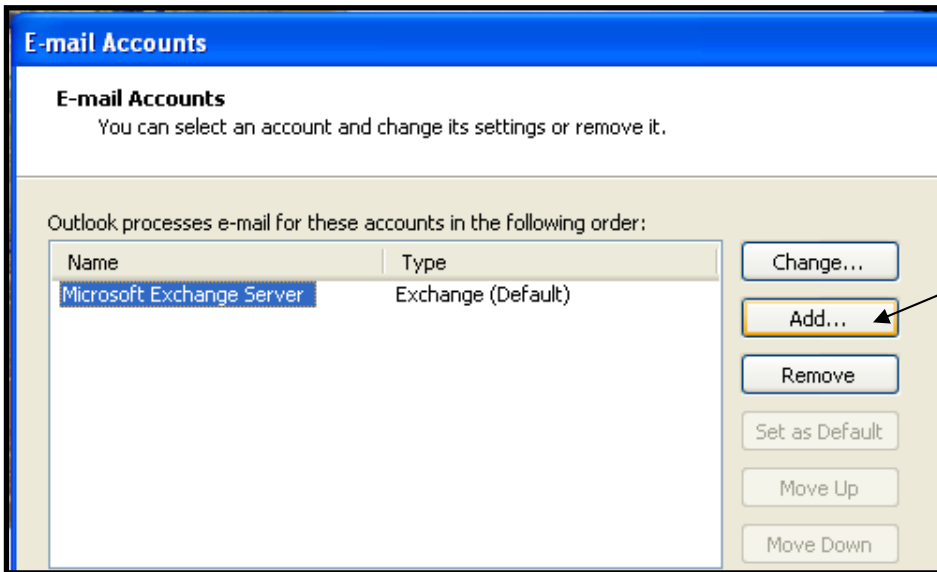 E-mail Accounts
E-mail Accounts
You can select an account and change its settings or remove it.
Outlook processes e-mail for these accounts in the following order:
Name Type
Microsoft Exchange Server Exchange (Default)
Change...
Add...
Remove
Set as Default
Move Up
Move Down